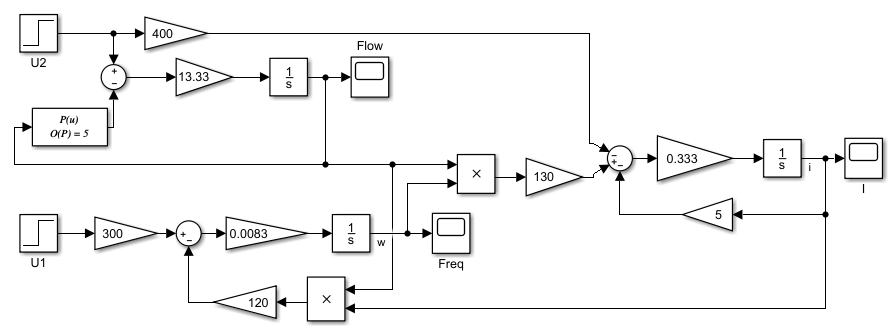 U2
400
Flow
+
−
13.33
1
s
P(u)
O(P) = 5
×
130
−
+
−
0.333
1
s
i
I
5
U1
300
+
−
0.0083
1
s
w
Freq
120
×